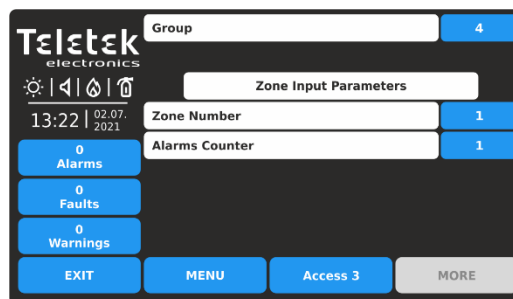 Teletek
electronics
13:22 | 02.07.2021
0
Alarms
0
Faults
0
Warnings
Group 4
Zone Input Parameters
Zone Number 1
Alarms Counter 1
EXIT MENU Access 3 MORE